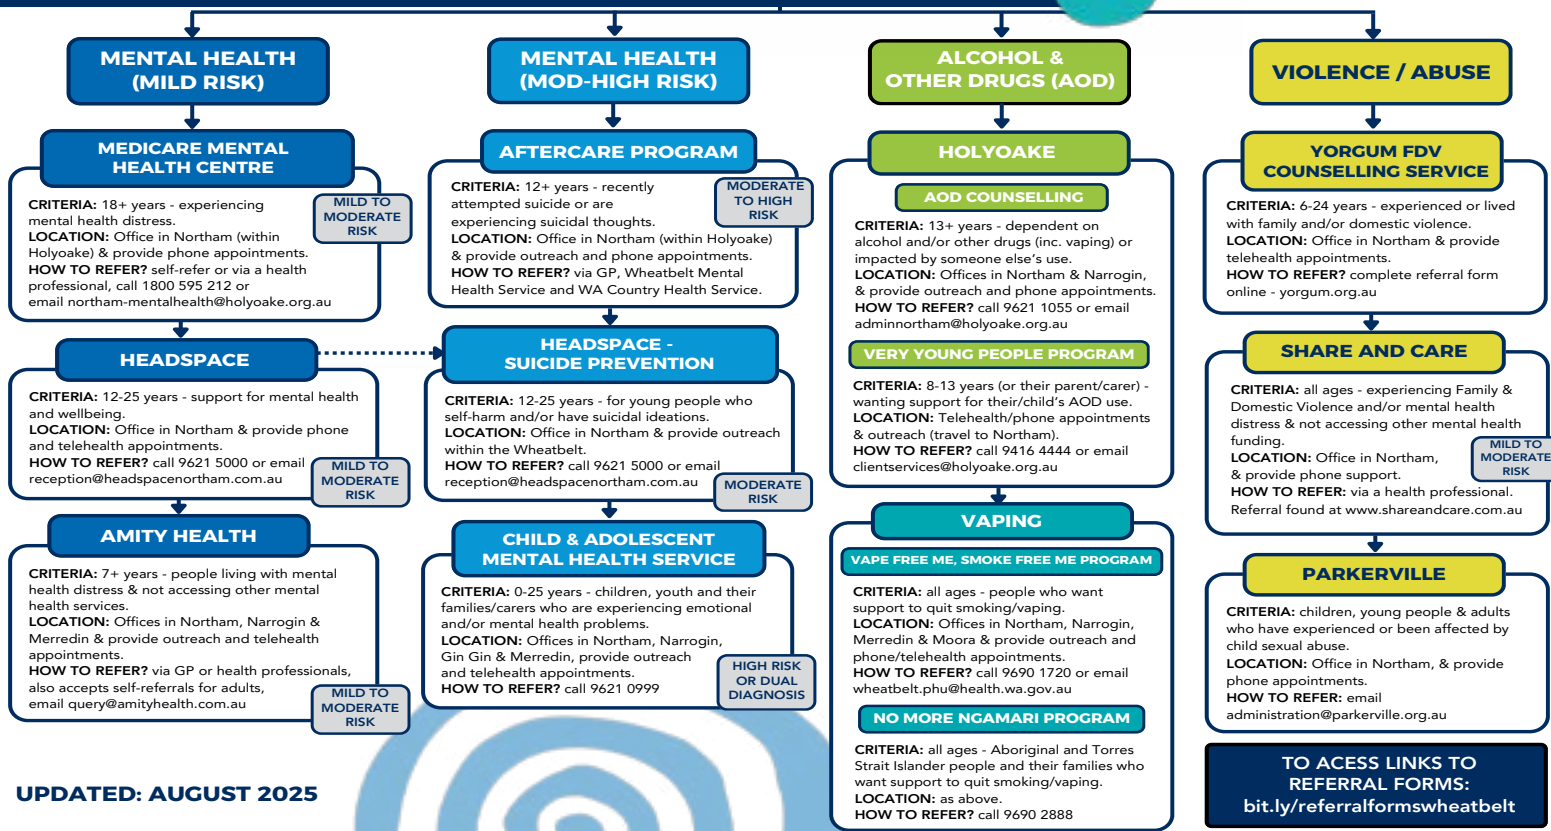 MENTAL HEALTH
(MILD RISK)
MEDICARE MENTAL
HEALTH CENTRE
CRITERIA: 18+ years - experiencing
mental health distress.
LOCATION: Office in Northam (within
Holyoake) & provide phone appointments.
HOW TO REFER? self-refer or via a health
professional, call 1800 595 212 or
email northam-mentalhealth@holyoake.org.au
MILD TO
MODERATE
RISK
HEADSPACE
CRITERIA: 12-25 years - support for mental health
and wellbeing.
LOCATION: Office in Northam & provide phone
and telehealth appointments.
HOW TO REFER? call 9621 5000 or email
reception@headspacenortham.com.au
MILD TO
MODERATE
RISK
AMITY HEALTH
CRITERIA: 7+ years - people living with mental
health distress & not accessing other mental
health services.
LOCATION: Offices in Northam, Narrogin &
Merredin & provide outreach and telehealth
appointments.
HOW TO REFER? via GP or health professionals,
also accepts self-referrals for adults,
email query@amityhealth.com.au
MILD TO
MODERATE
RISK
UPDATED: AUGUST 2025
MENTAL HEALTH
(MOD-HIGH RISK)
AFTERCARE PROGRAM
CRITERIA: 12+ years - recently
attempted suicide or are
experiencing suicidal thoughts.
LOCATION: Office in Northam (within Holyoake)
& provide outreach and phone appointments.
HOW TO REFER? via GP, Wheatbelt Mental
Health Service and WA Country Health Service.
MODERATE
TO HIGH
RISK
HEADSPACE -
SUICIDE PREVENTION
CRITERIA: 12-25 years - for young people who
self-harm and/or have suicidal ideations.
LOCATION: Office in Northam & provide outreach
within the Wheatbelt.
HOW TO REFER? call 9621 5000 or email
reception@headspacenortham.com.au
MODERATE
RISK
CHILD & ADOLESCENT
MENTAL HEALTH SERVICE
CRITERIA: 0-25 years - children, youth and their
families/carers who are experiencing emotional
and/or mental health problems.
LOCATION: Offices in Northam, Narrogin,
Gin Gin & Merredin, provide outreach
and telehealth appointments.
HOW TO REFER? call 9621 0999
HIGH RISK
OR DUAL
DIAGNOSIS
ALCOHOL &
OTHER DRUGS (AOD)
HOLYOAKE
AOD COUNSELLING
CRITERIA: 13+ years - dependent on
alcohol and/or other drugs (inc. vaping) or
impacted by someone else's use.
LOCATION: Offices in Northam & Narrogin,
& provide outreach and phone appointments.
HOW TO REFER? call 9621 1055 or email
adminnortham@holyoake.org.au
VERY YOUNG PEOPLE PROGRAM
CRITERIA: 8-13 years (or their parent/carer) -
wanting support for their/child's AOD use.
LOCATION: Telehealth/phone appointments
& outreach (travel to Northam).
HOW TO REFER? call 9416 4444 or email
clientservices@holyoake.org.au
VAPING
VAPE FREE ME, SMOKE FREE ME PROGRAM
CRITERIA: all ages - people who want
support to quit smoking/vaping.
LOCATION: Offices in Northam, Narrogin,
Merredin & Moora & provide outreach and
phone/telehealth appointments.
HOW TO REFER? call 9690 1720 or email
wheatbelt.phu@health.wa.gov.au
NO MORE NGAMARI PROGRAM
CRITERIA: all ages - Aboriginal and Torres
Strait Islander people and their families who
want support to quit smoking/vaping.
LOCATION: as above.
HOW TO REFER? call 9690 2888
VIOLENCE / ABUSE
YORGUM FDV
COUNSELLING SERVICE
CRITERIA: 6-24 years - experienced or lived
with family and/or domestic violence.
LOCATION: Office in Northam & provide
telehealth appointments.
HOW TO REFER? complete referral form
online - yorgum.org.au
SHARE AND CARE
CRITERIA: all ages - experiencing Family &
Domestic Violence and/or mental health
distress & not accessing other mental health
funding.
LOCATION: Office in Northam,
& provide phone support.
HOW TO REFER: via a health professional.
Referral found at www.shareandcare.com.au
MILD TO
MODERATE
RISK
PARKERVILLE
CRITERIA: children, young people & adults
who have experienced or been affected by
child sexual abuse.
LOCATION: Office in Northam, & provide
phone appointments.
HOW TO REFER: email
administration@parkerville.org.au
TO ACESS LINKS TO
REFERRAL FORMS:
bit.ly/referralformswheatbelt